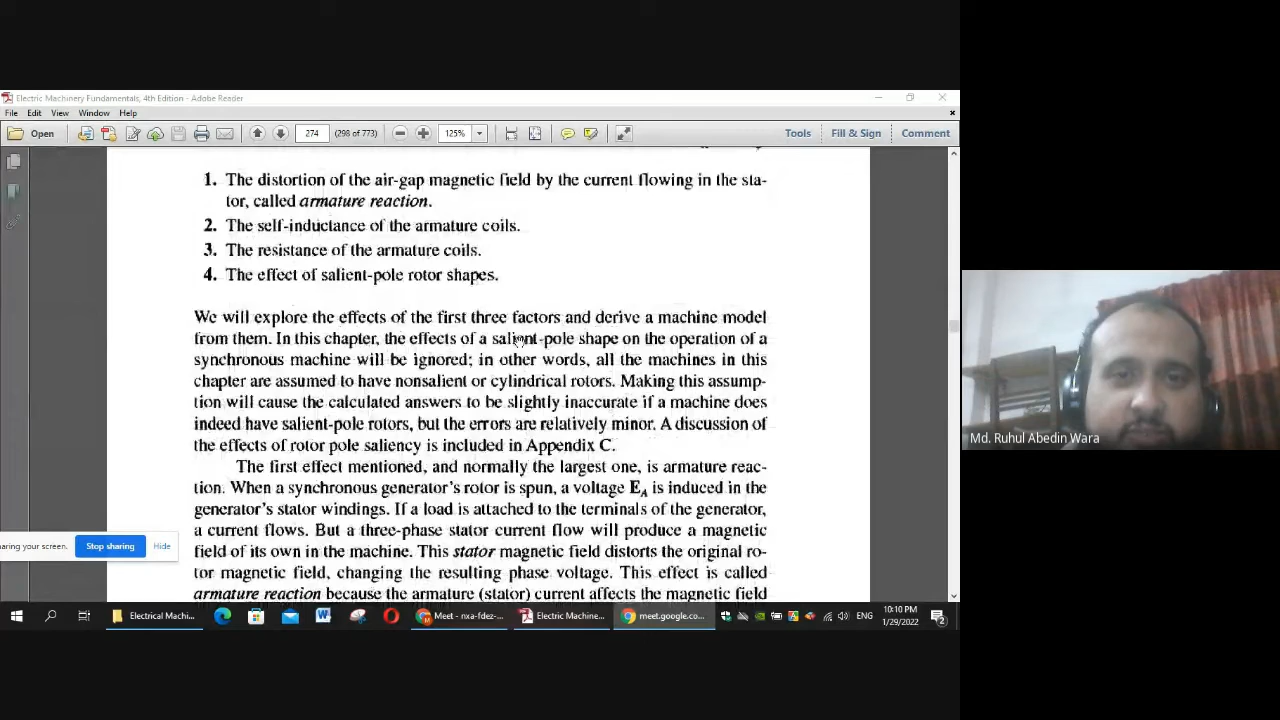 Electric Machinery Fundamentals, 4th Edition - Adobe Reader
File Edit View Window Help
Open 274 (298 of 773) 125% Tools Fill & Sign Comment
1. The distortion of the air-gap magnetic field by the current flowing in the sta-
tor, called armature reaction.
2. The self-inductance of the armature coils.
3. The resistance of the armature coils.
4. The effect of salient-pole rotor shapes.
We will explore the effects of the first three factors and derive a machine model
from them. In this chapter, the effects of a salient-pole shape on the operation of a
synchronous machine will be ignored; in other words, all the machines in this
chapter are assumed to have nonsalient or cylindrical rotors. Making this assump-
tion will cause the calculated answers to be slightly inaccurate if a machine does
indeed have salient-pole rotors, but the errors are relatively minor. A discussion of
the effects of rotor pole saliency is included in Appendix C.
The first effect mentioned, and normally the largest one, is armature reac-
tion. When a synchronous generator's rotor is spun, a voltage EA is induced in the
generator's stator windings. If a load is attached to the terminals of the generator,
a current flows. But a three-phase stator current flow will produce a magnetic
field of its own in the machine. This stator magnetic field distorts the original ro-
tor magnetic field, changing the resulting phase voltage. This effect is called
armature reaction because the armature (stator) current affects the magnetic field
haring your screen. Stop sharing Hide
Md. Ruhul Abedin Wara
Electrical Machi... Meet - nxa-fdez-... Electric Machine... meet.google.co... ENG 10:10 PM
1/29/2022 2